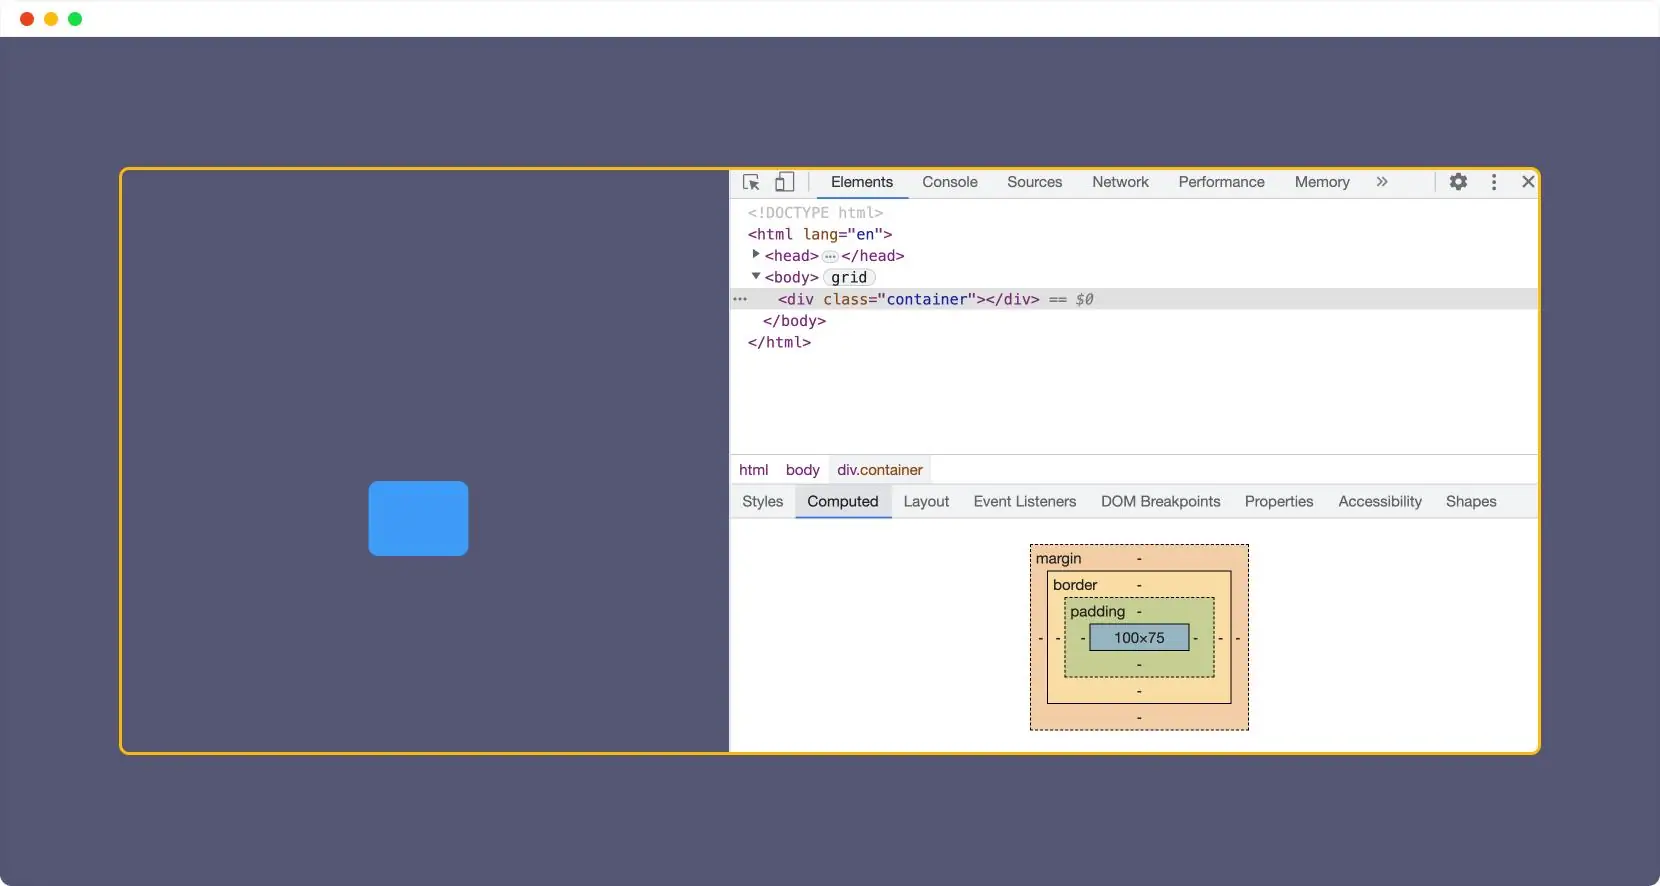 Elements Console Sources Network Performance Memory »
<!DOCTYPE html>
<html lang="en">
<head>…</head>
<body> grid
… <div class="container"></div> == $0
</body>
</html>
html body div.container
Styles Computed Layout Event Listeners DOM Breakpoints Properties Accessibility Shapes
margin -
border -
padding -
- - - 100×75 - - -
-
-
-